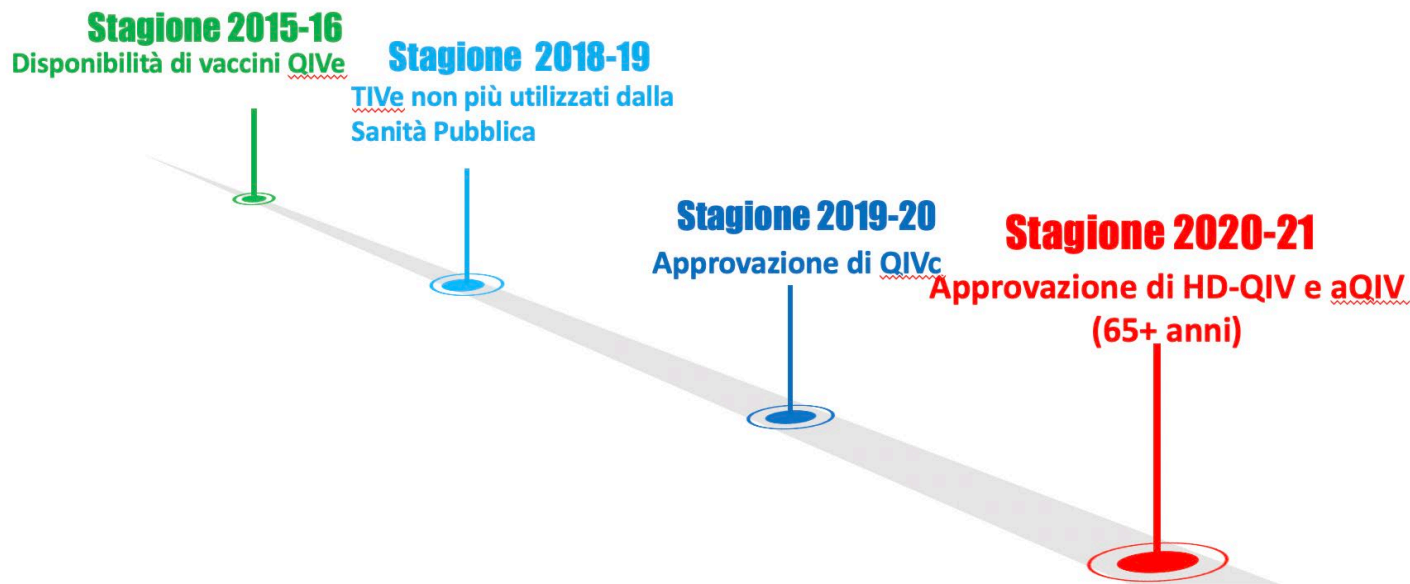 Stagione 2015-16
Disponibilità di vaccini QIVe
Stagione 2018-19
TIVe non più utilizzati dalla
Sanità Pubblica
Stagione 2019-20
Approvazione di QIVc
Stagione 2020-21
Approvazione di HD-QIV e aQIV
(65+ anni)